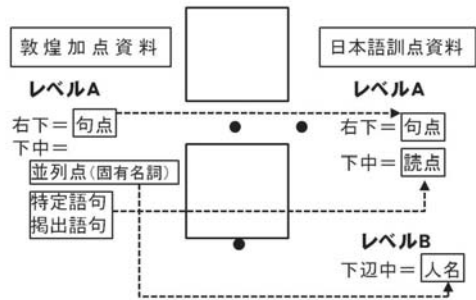 敦煌加点資料
日本語訓点資料
レベルA
レベルA
右下＝句点
右下＝句点
下中＝
並列点(固有名詞)
下中＝読点
特定語句
掲出語句
レベルB
下辺中＝人名